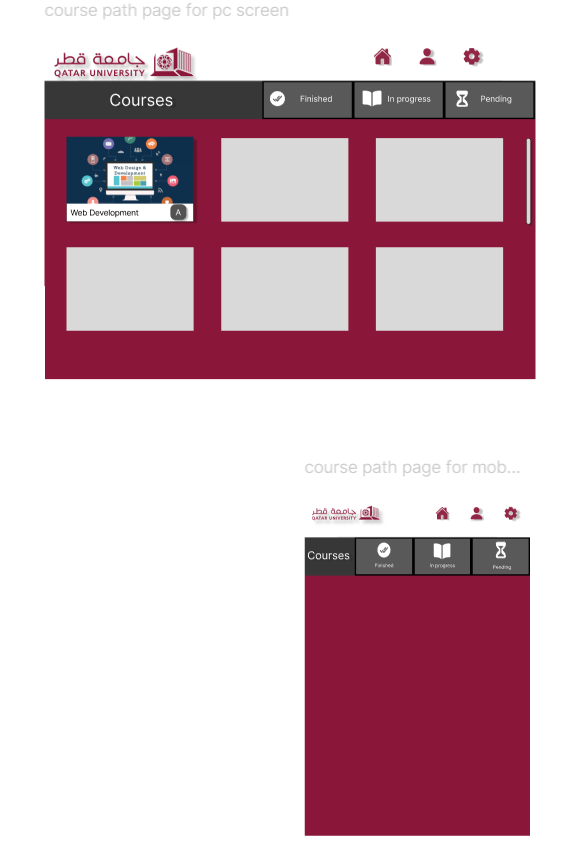 course path page for pc screen
جامعة قطر
QATAR UNIVERSITY
Courses
Finished
In progress
Pending
Web Design &
Development
Web Development
A
course path page for mob...
جامعة قطر
QATAR UNIVERSITY
Courses
Finished
In progress
Pending